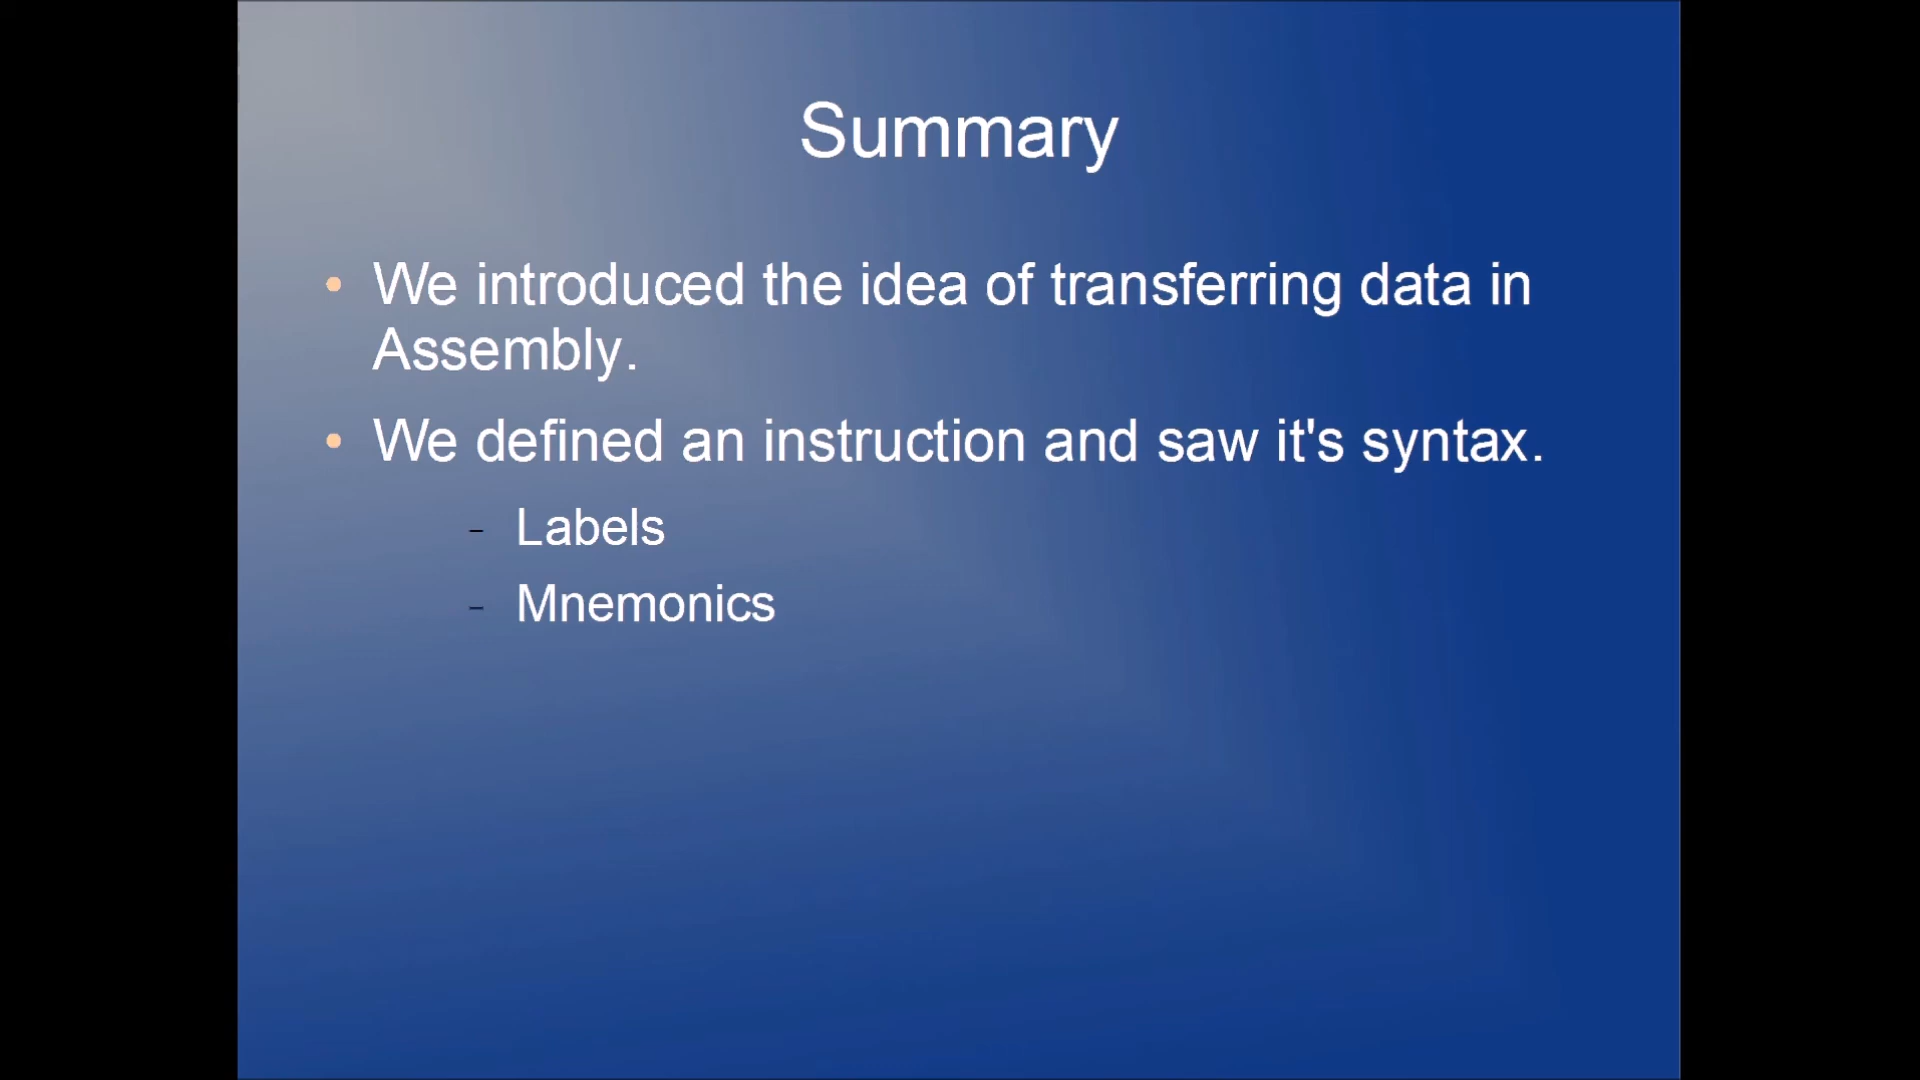 Summary
• We introduced the idea of transferring data in
Assembly.
• We defined an instruction and saw it's syntax.
– Labels
– Mnemonics